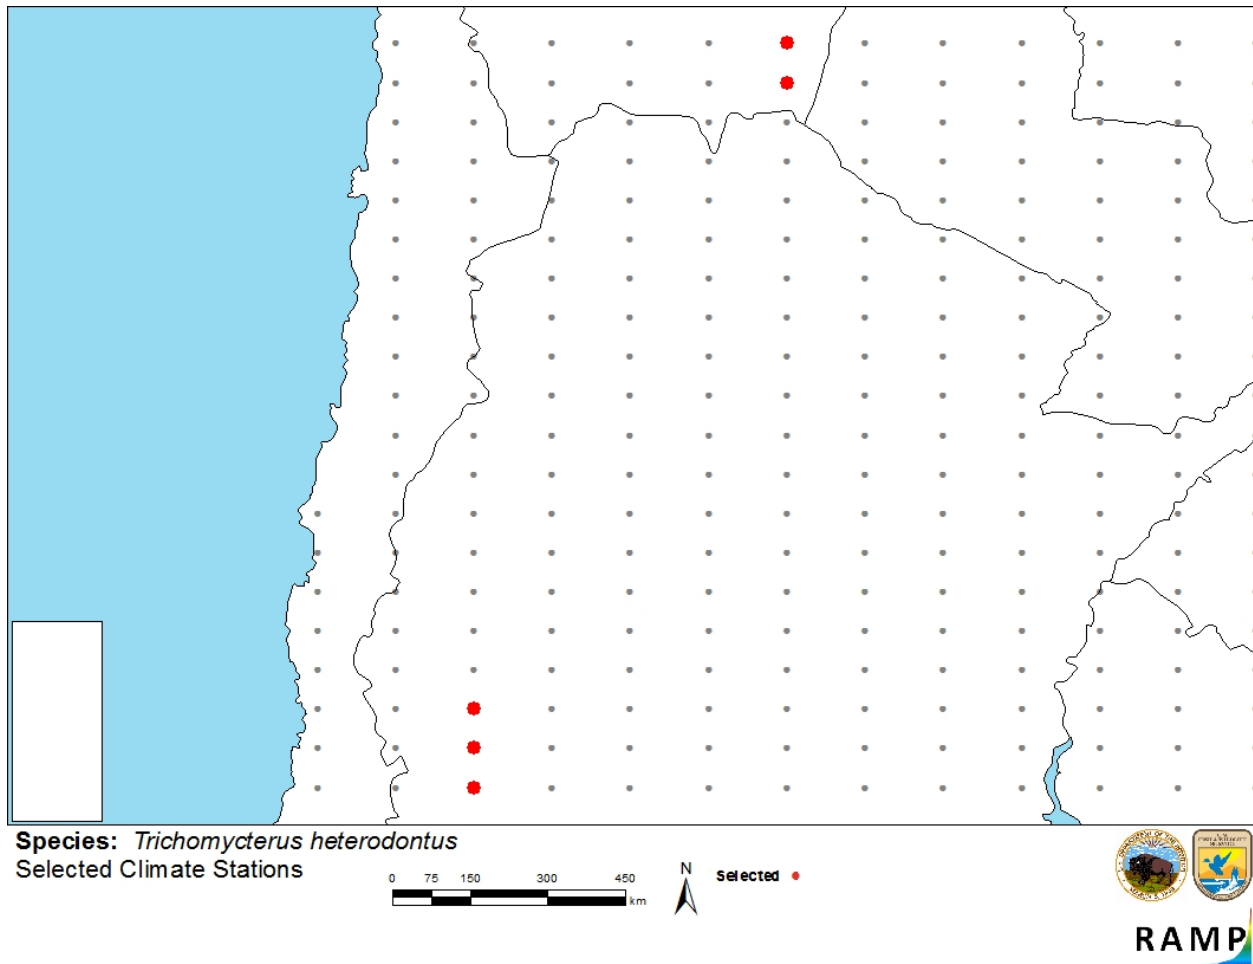 Species: Trichomycterus heterodontus
Selected Climate Stations
0 75 150 300 450
km
N
Selected
RAMP